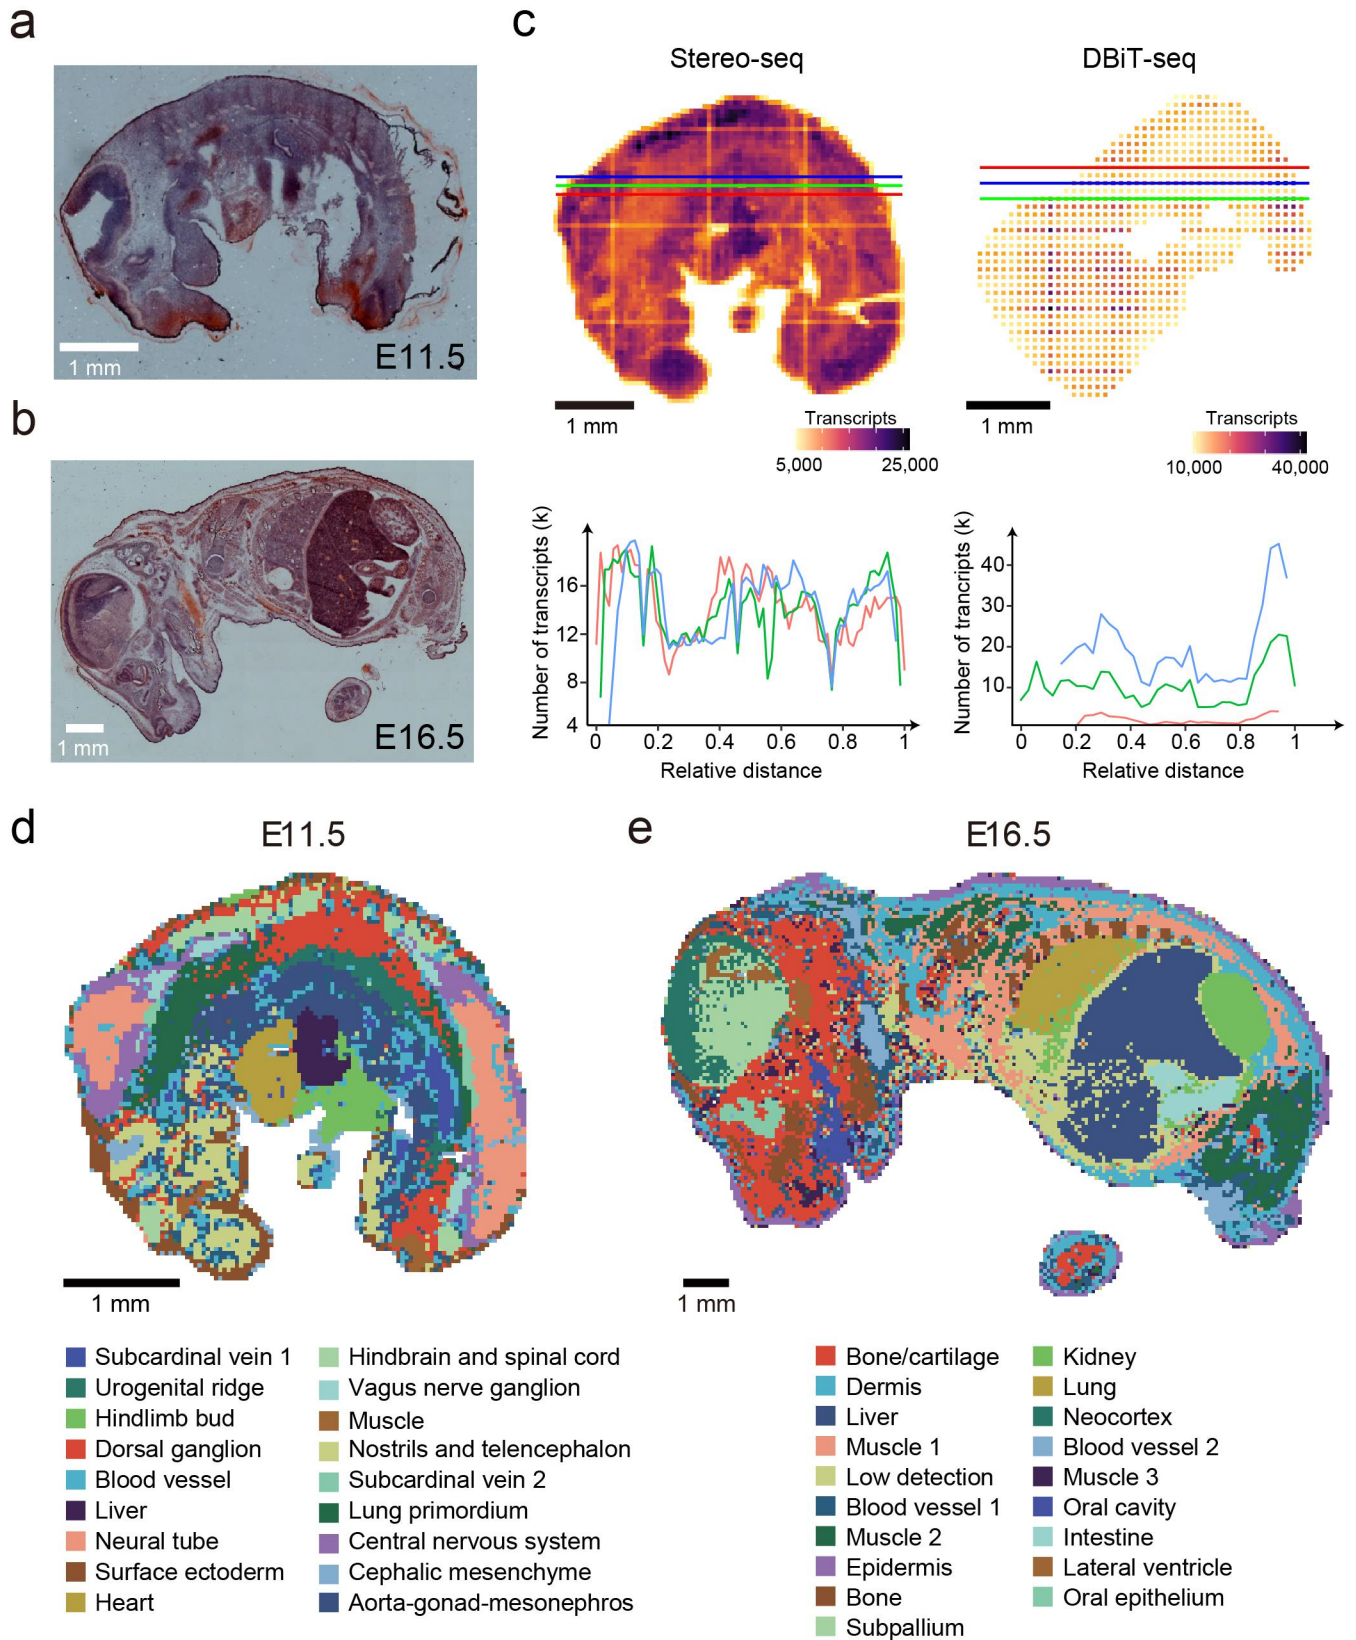 a
E11.5
1 mm
b
E16.5
1 mm
c
Stereo-seq
DBiT-seq
1 mm
Transcripts
5,000
25,000
1 mm
Transcripts
10,000
40,000
Number of transcripts (k)
16
12
8
4
0
0.2
0.4
0.6
0.8
1
Relative distance
Number of trancripts (k)
40
30
20
10
0
0.2
0.4
0.6
0.8
1
Relative distance
d
E11.5
1 mm
Subcardinal vein 1
Urogenital ridge
Hindlimb bud
Dorsal ganglion
Blood vessel
Liver
Neural tube
Surface ectoderm
Heart
Hindbrain and spinal cord
Vagus nerve ganglion
Muscle
Nostrils and telencephalon
Subcardinal vein 2
Lung primordium
Central nervous system
Cephalic mesenchyme
Aorta-gonad-mesonephros
e
E16.5
1 mm
Bone/cartilage
Dermis
Liver
Muscle 1
Low detection
Blood vessel 1
Muscle 2
Epidermis
Bone
Subpallium
Kidney
Lung
Neocortex
Blood vessel 2
Muscle 3
Oral cavity
Intestine
Lateral ventricle
Oral epithelium